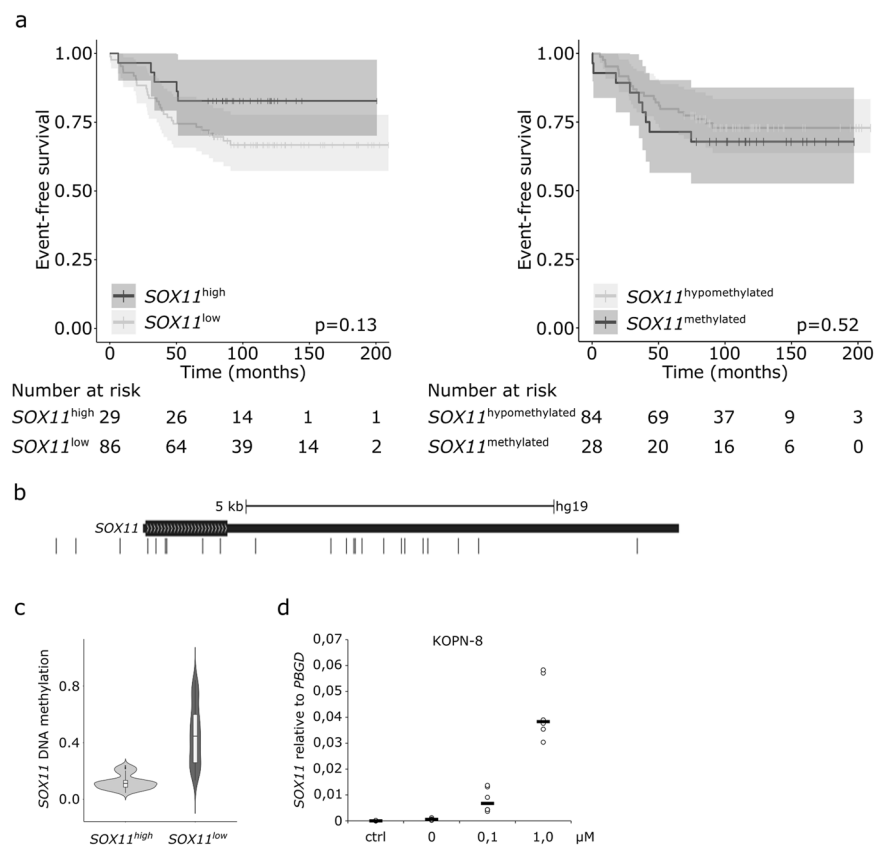 a
1.00
0.75
0.50
0.25
0.00
Event-free survival
SOX11high
SOX11low
p=0.13
0 50 100 150 200
Time (months)
Number at risk
SOX11high 29 26 14 1 1
SOX11low 86 64 39 14 2
1.00
0.75
0.50
0.25
0.00
Event-free survival
SOX11hypomethylated
SOX11methylated
p=0.52
0 50 100 150 200
Time (months)
Number at risk
SOX11hypomethylated 84 69 37 9 3
SOX11methylated 28 20 16 6 0
b
5 kb hg19
SOX11
c
SOX11 DNA methylation
0.8
0.4
0.0
SOX11high SOX11low
d
KOPN-8
SOX11 relative to PBGD
0,07
0,06
0,05
0,04
0,03
0,02
0,01
0
ctrl 0 0,1 1,0 µM